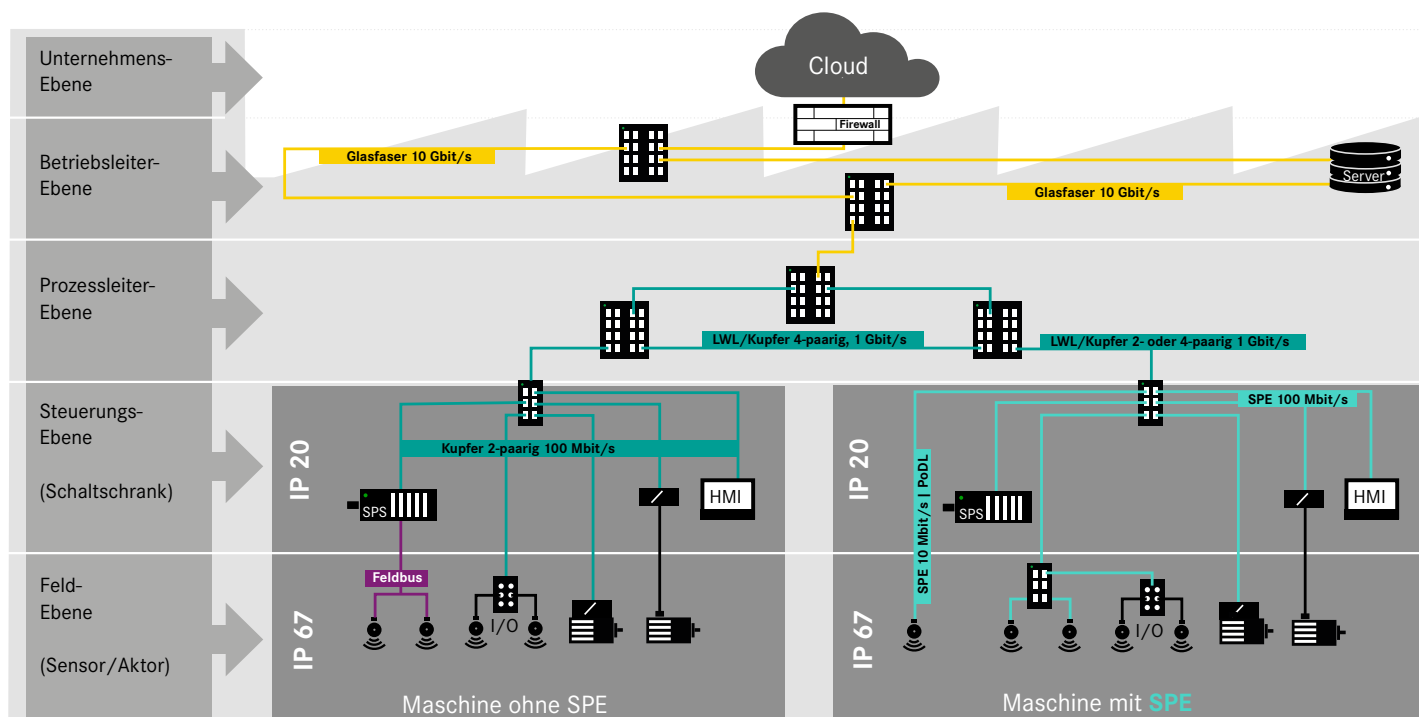 Unternehmens-
Ebene
Cloud
Firewall
Betriebsleiter-
Ebene
Glasfaser 10 Gbit/s
Server
Glasfaser 10 Gbit/s
Prozessleiter-
Ebene
LWL/Kupfer 4-paarig, 1 Gbit/s
LWL/Kupfer 2- oder 4-paarig 1 Gbit/s
Steuerungs-
Ebene
(Schaltschrank)
IP 20
Kupfer 2-paarig 100 Mbit/s
SPS
HMI
IP 20
SPE 100 Mbit/s
SPE 10 Mbit/s | PoDL
SPS
HMI
Feld-
Ebene
(Sensor/Aktor)
IP 67
Feldbus
I/O
Maschine ohne SPE
IP 67
I/O
Maschine mit SPE